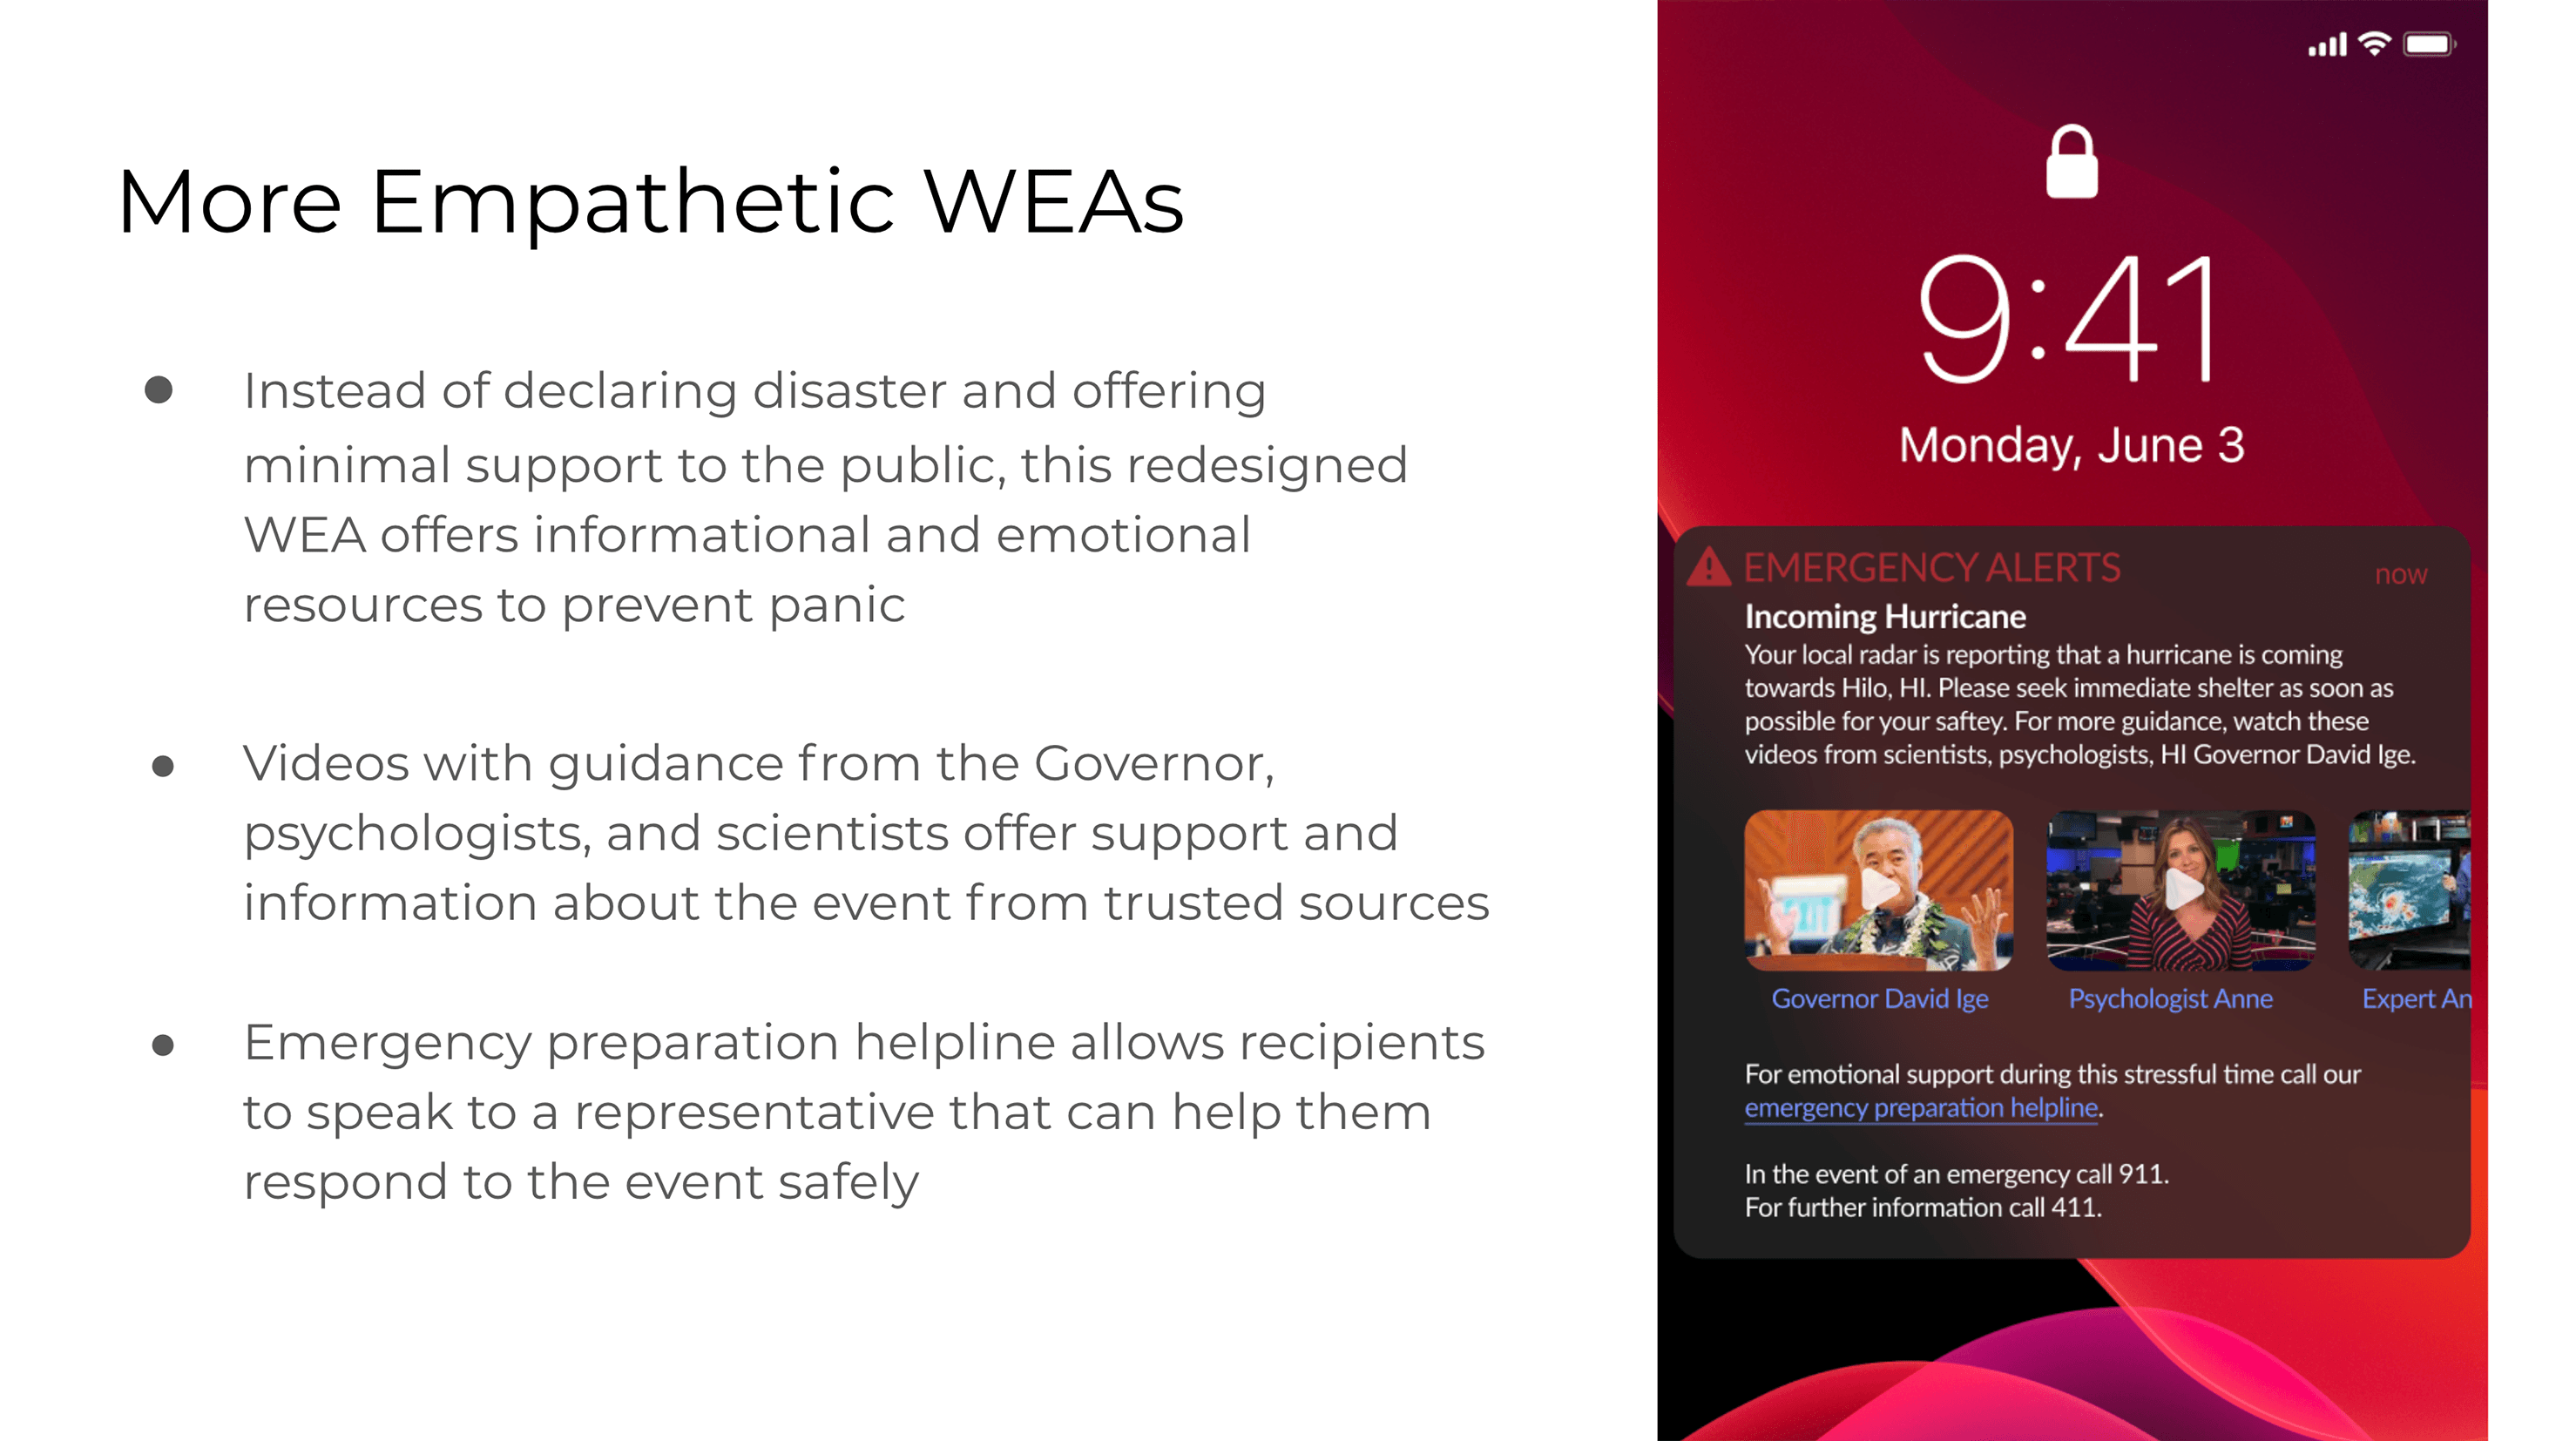 More Empathetic WEAs
● Instead of declaring disaster and offering
minimal support to the public, this redesigned
WEA offers informational and emotional
resources to prevent panic
● Videos with guidance from the Governor,
psychologists, and scientists offer support and
information about the event from trusted sources
● Emergency preparation helpline allows recipients
to speak to a representative that can help them
respond to the event safely
9:41
Monday, June 3
EMERGENCY ALERTS now
Incoming Hurricane
Your local radar is reporting that a hurricane is coming
towards Hilo, HI. Please seek immediate shelter as soon as
possible for your saftey. For more guidance, watch these
videos from scientists, psychologists, HI Governor David Ige.
Governor David Ige Psychologist Anne Expert An
For emotional support during this stressful time call our
emergency preparation helpline.
In the event of an emergency call 911.
For further information call 411.